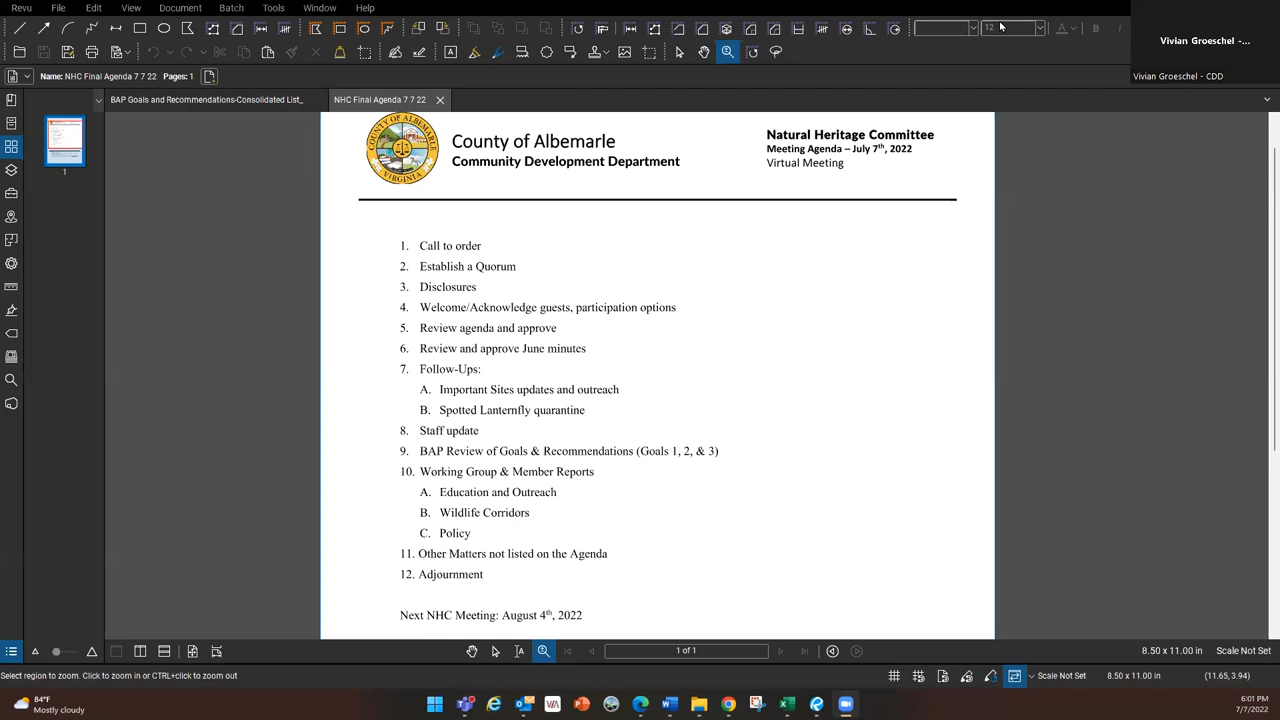 Revu File Edit View Document Batch Tools Window Help
12
Vivian Groeschel -...
Vivian Groeschel - CDD
Name: NHC Final Agenda 7 7 22 Pages: 1
BAP Goals and Recommendations-Consolidated List_
NHC Final Agenda 7 7 22
1
COUNTY OF ALBEMARLE
VIRGINIA
County of Albemarle
Community Development Department
Natural Heritage Committee
Meeting Agenda – July 7th, 2022
Virtual Meeting
1. Call to order
2. Establish a Quorum
3. Disclosures
4. Welcome/Acknowledge guests, participation options
5. Review agenda and approve
6. Review and approve June minutes
7. Follow-Ups:
A. Important Sites updates and outreach
B. Spotted Lanternfly quarantine
8. Staff update
9. BAP Review of Goals & Recommendations (Goals 1, 2, & 3)
10. Working Group & Member Reports
A. Education and Outreach
B. Wildlife Corridors
C. Policy
11. Other Matters not listed on the Agenda
12. Adjournment
Next NHC Meeting: August 4th, 2022
1 of 1
8.50 x 11.00 in
Scale Not Set
Select region to zoom. Click to zoom in or CTRL+click to zoom out
Scale Not Set
8.50 x 11.00 in
(11.65, 3.94)
84°F
Mostly cloudy
6:01 PM
7/7/2022